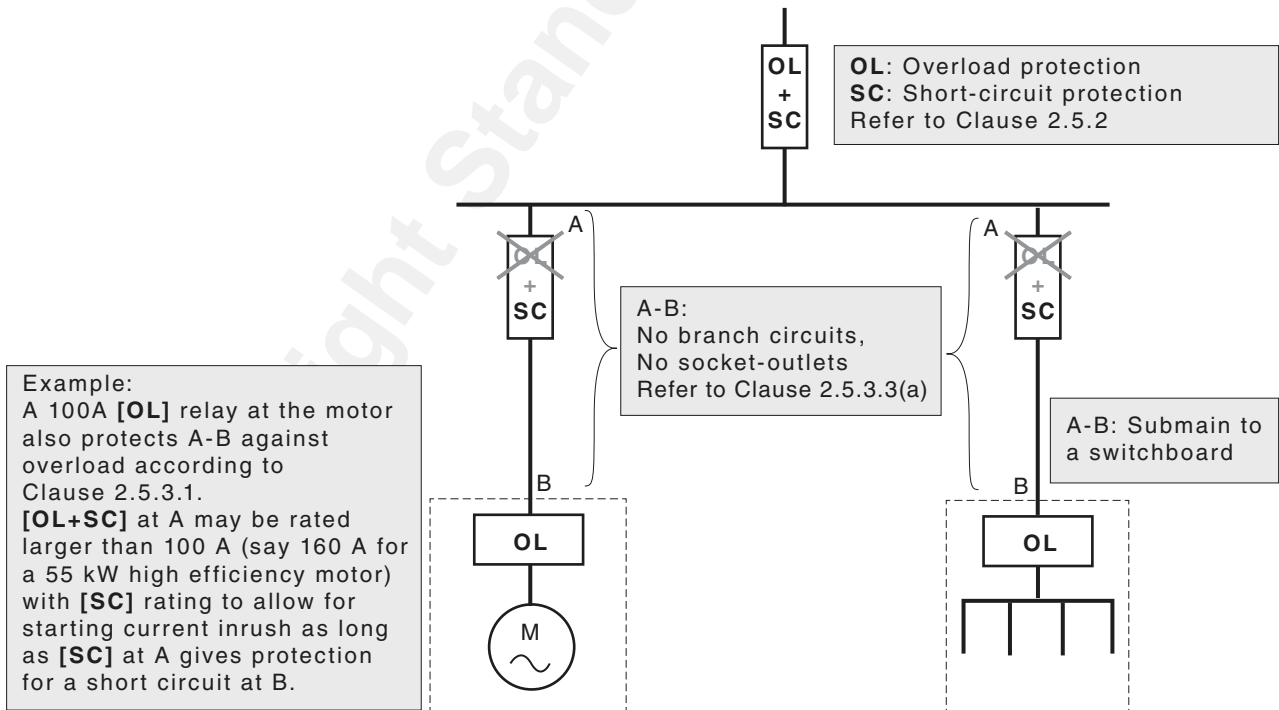 ight Stand
OL
+
SC
OL: Overload protection
SC: Short-circuit protection
Refer to Clause 2.5.2
A
OL
+
SC
A
OL
+
SC
A-B:
No branch circuits,
No socket-outlets
Refer to Clause 2.5.3.3(a)
Example:
A 100A [OL] relay at the motor
also protects A-B against
overload according to
Clause 2.5.3.1.
[OL+SC] at A may be rated
larger than 100 A (say 160 A for
a 55 kW high efficiency motor)
with [SC] rating to allow for
starting current inrush as long
as [SC] at A gives protection
for a short circuit at B.
A-B: Submain to
a switchboard
B
OL
M
B
OL